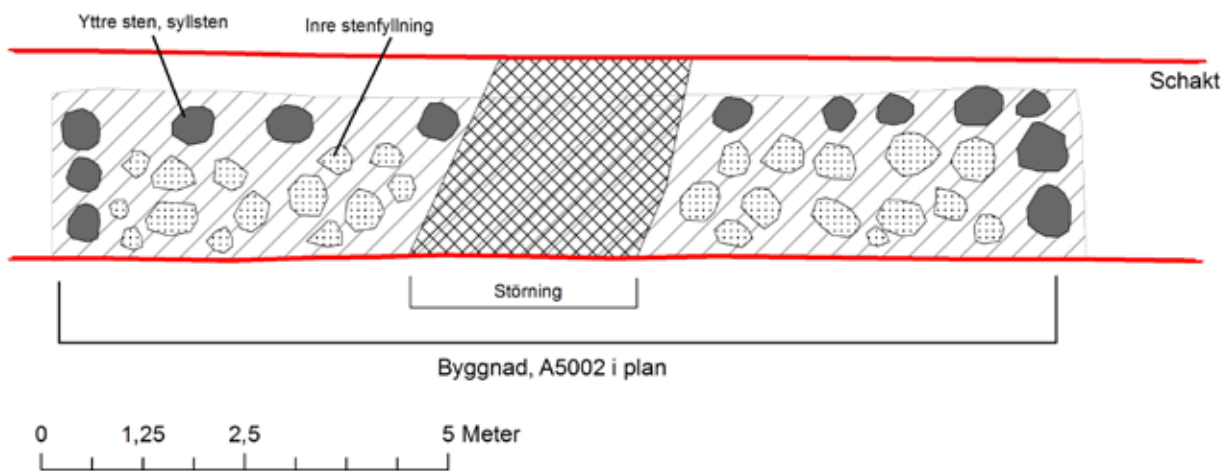 Yttre sten, syllsten
Inre stenfyllning
Schakt
Störning
Byggnad, A5002 i plan
0 1,25 2,5 5 Meter